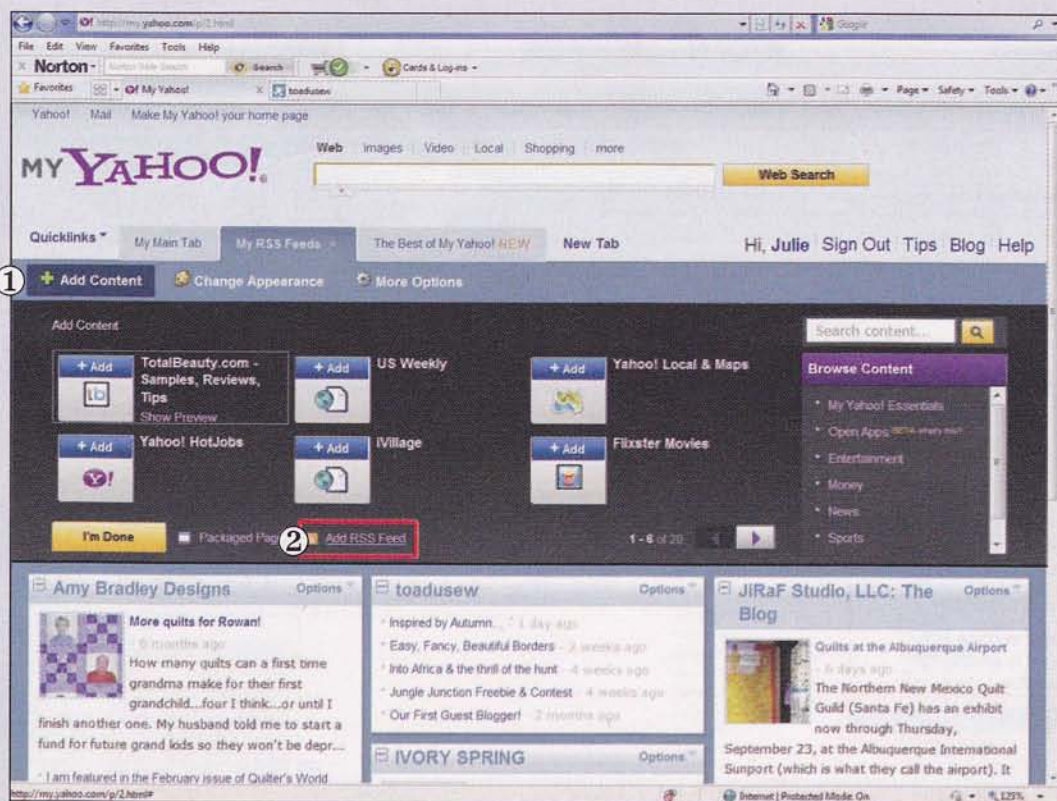 http://my.yahoo.com/p/2.html
Google
File Edit View Favorites Tools Help
Norton Search Cards & Log-ins
Favorites My Yahoo! toadusew Page Safety Tools
Yahoo! Mail Make My Yahoo! your home page
MY YAHOO!
Web Images Video Local Shopping more
Web Search
Quicklinks My Main Tab My RSS Feeds The Best of My Yahoo! NEW New Tab Hi, Julie Sign Out Tips Blog Help
1 Add Content Change Appearance More Options
Add Content
Search content...
+ Add TotalBeauty.com -
Samples, Reviews,
Tips
Show Preview
+ Add US Weekly
+ Add Yahoo! Local & Maps
+ Add Yahoo! HotJobs
+ Add iVillage
+ Add Flixster Movies
Browse Content
My Yahoo! Essentials
Open Apps BETA
Entertainment
Money
News
Sports
I'm Done Packaged Pag 2 Add RSS Feed 1 - 6 of 20
Amy Bradley Designs Options
More quilts for Rowan!
- 6 months ago
How many quilts can a first time
grandma make for their first
grandchild...four I think...or until I
finish another one. My husband told me to start a
fund for future grand kids so they won't be depr....
I am featured in the February issue of Quilter's World
toadusew Options
Inspired by Autumn... - 1 day ago
Easy, Fancy, Beautiful Borders - 3 weeks ago
Into Africa & the thrill of the hunt - 4 weeks ago
Jungle Junction Freebie & Contest - 4 weeks ago
Our First Guest Blogger! - 2 months ago
IVORY SPRING Options
JiRaF Studio, LLC: The Options
Blog
Quilts at the Albuquerque Airport
- 6 days ago
The Northern New Mexico Quilt
Guild (Santa Fe) has an exhibit
now through Thursday,
September 23, at the Albuquerque International
Sunport (which is what they call the airport). It
http://my.yahoo.com/p/2.html# Internet | Protected Mode: On 125%